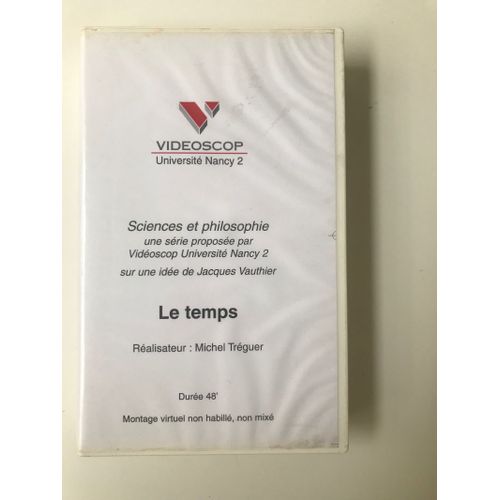 VIDEOSCOP
Université Nancy 2
Sciences et philosophie
une série proposée par
Vidéoscop Université Nancy 2
sur une idée de Jacques Vauthier
Le temps
Réalisateur : Michel Tréguer
Durée 48'
Montage virtuel non habillé, non mixé